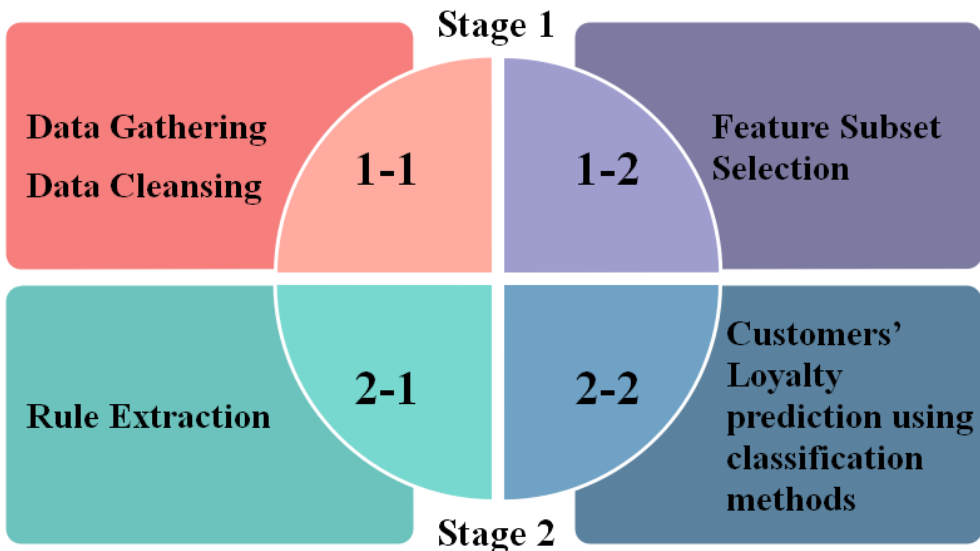 Stage 1
Data Gathering
Data Cleansing
1-1
1-2
Feature Subset
Selection
Rule Extraction
2-1
2-2
Customers’
Loyalty
prediction using
classification
methods
Stage 2